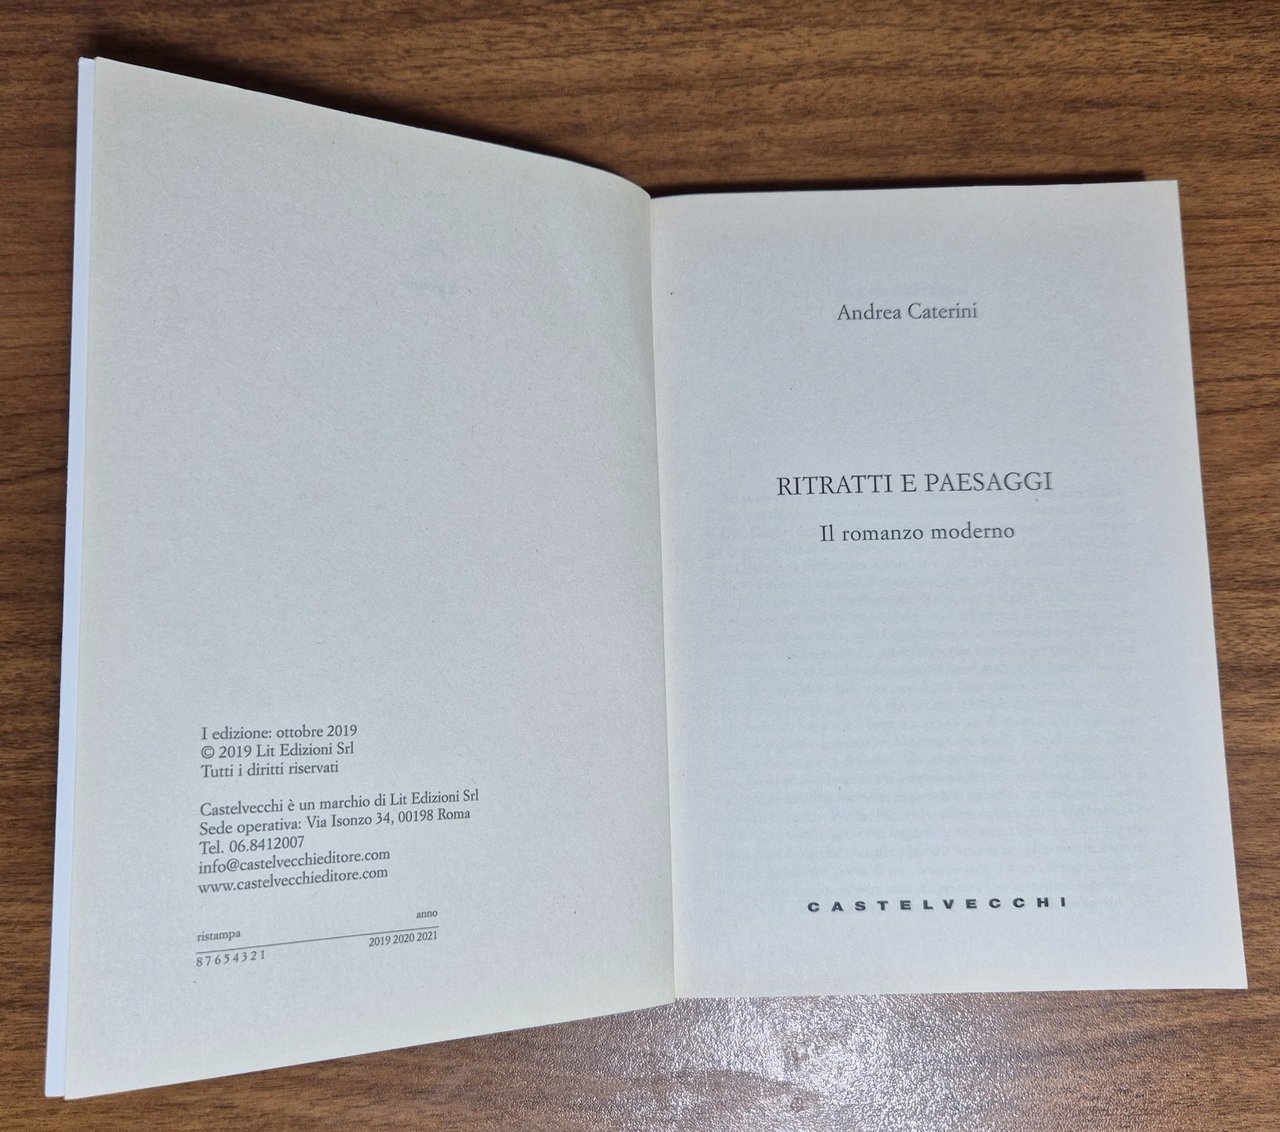 I edizione: ottobre 2019
© 2019 Lit Edizioni Srl
Tutti i diritti riservati
Castelvecchi è un marchio di Lit Edizioni Srl
Sede operativa: Via Isonzo 34, 00198 Roma
Tel. 06.8412007
info@castelvecchieditore.com
www.castelvecchieditore.com
ristampa anno
8 7 6 5 4 3 2 1 2019 2020 2021
Andrea Caterini
RITRATTI E PAESAGGI
Il romanzo moderno
CASTELVECCHI